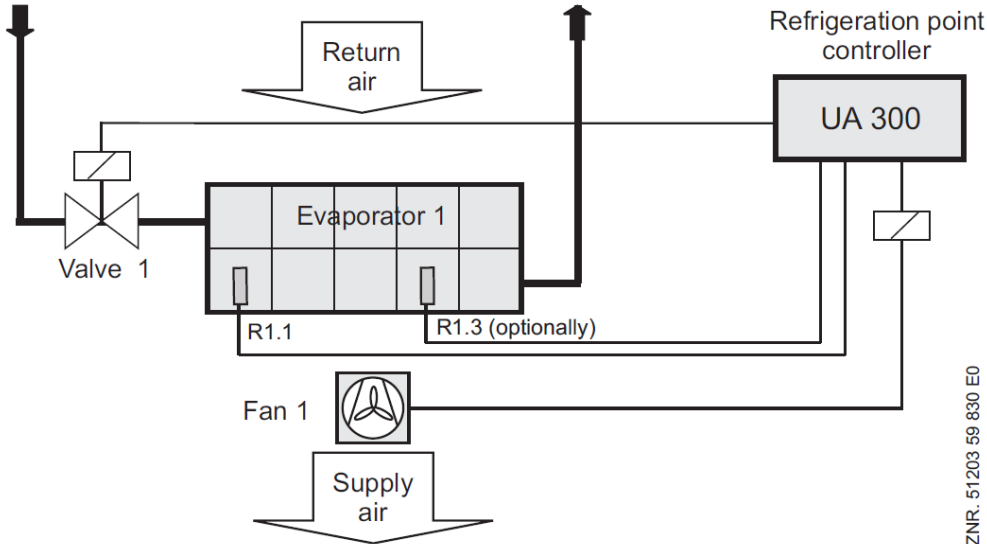 Refrigeration point
controller
Return
air
UA 300
Evaporator 1
Valve 1
R1.1
R1.3 (optionally)
Fan 1
Supply
air
ZNR. 51203 59 830 E0